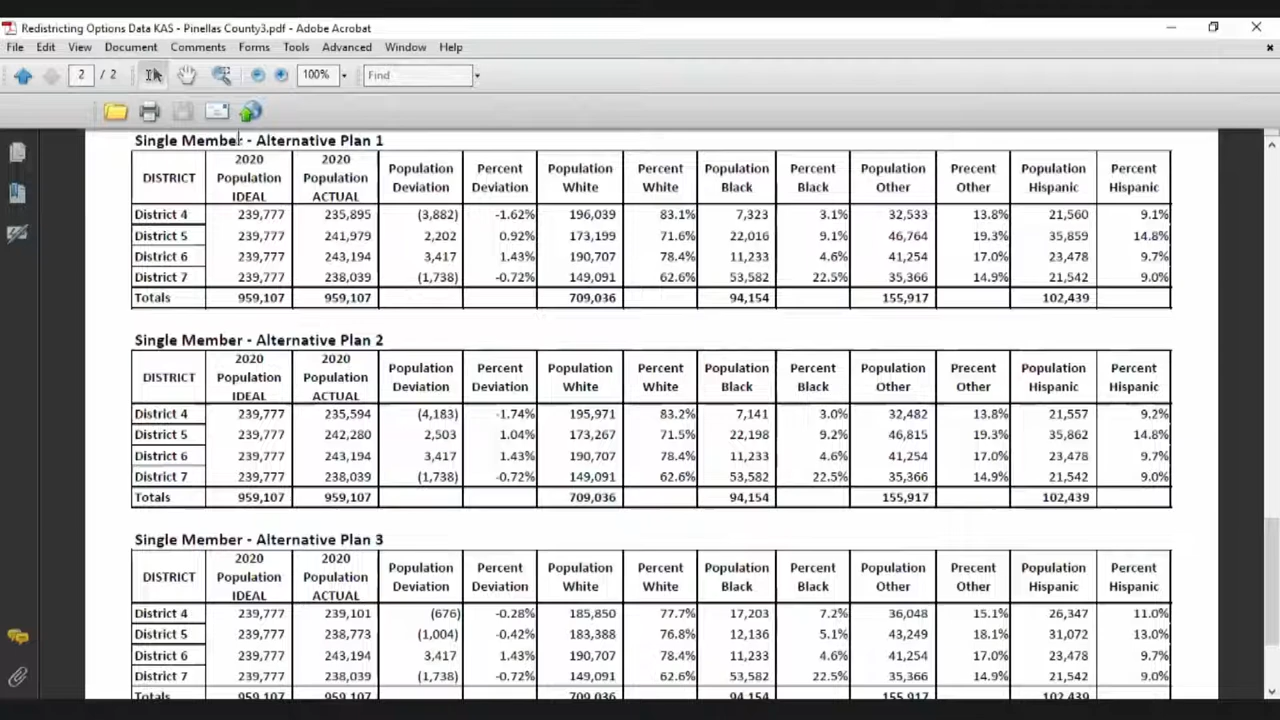 Redistricting Options Data KAS - Pinellas County3.pdf - Adobe Acrobat
File Edit View Document Comments Forms Tools Advanced Window Help
2 / 2 100% Find
Single Member - Alternative Plan 1
DISTRICT 2020 Population IDEAL 2020 Population ACTUAL Population Deviation Percent Deviation Population White Percent White Population Black Percent Black Population Other Precent Other Population Hispanic Percent Hispanic
District 4 239,777 235,895 (3,882) -1.62% 196,039 83.1% 7,323 3.1% 32,533 13.8% 21,560 9.1%
District 5 239,777 241,979 2,202 0.92% 173,199 71.6% 22,016 9.1% 46,764 19.3% 35,859 14.8%
District 6 239,777 243,194 3,417 1.43% 190,707 78.4% 11,233 4.6% 41,254 17.0% 23,478 9.7%
District 7 239,777 238,039 (1,738) -0.72% 149,091 62.6% 53,582 22.5% 35,366 14.9% 21,542 9.0%
Totals 959,107 959,107 709,036 94,154 155,917 102,439
Single Member - Alternative Plan 2
DISTRICT 2020 Population IDEAL 2020 Population ACTUAL Population Deviation Percent Deviation Population White Percent White Population Black Percent Black Population Other Precent Other Population Hispanic Percent Hispanic
District 4 239,777 235,594 (4,183) -1.74% 195,971 83.2% 7,141 3.0% 32,482 13.8% 21,557 9.2%
District 5 239,777 242,280 2,503 1.04% 173,267 71.5% 22,198 9.2% 46,815 19.3% 35,862 14.8%
District 6 239,777 243,194 3,417 1.43% 190,707 78.4% 11,233 4.6% 41,254 17.0% 23,478 9.7%
District 7 239,777 238,039 (1,738) -0.72% 149,091 62.6% 53,582 22.5% 35,366 14.9% 21,542 9.0%
Totals 959,107 959,107 709,036 94,154 155,917 102,439
Single Member - Alternative Plan 3
DISTRICT 2020 Population IDEAL 2020 Population ACTUAL Population Deviation Percent Deviation Population White Percent White Population Black Percent Black Population Other Precent Other Population Hispanic Percent Hispanic
District 4 239,777 239,101 (676) -0.28% 185,850 77.7% 17,203 7.2% 36,048 15.1% 26,347 11.0%
District 5 239,777 238,773 (1,004) -0.42% 183,388 76.8% 12,136 5.1% 43,249 18.1% 31,072 13.0%
District 6 239,777 243,194 3,417 1.43% 190,707 78.4% 11,233 4.6% 41,254 17.0% 23,478 9.7%
District 7 239,777 238,039 (1,738) -0.72% 149,091 62.6% 53,582 22.5% 35,366 14.9% 21,542 9.0%
Totals 959,107 959,107 709,036 94,154 155,917 102,439